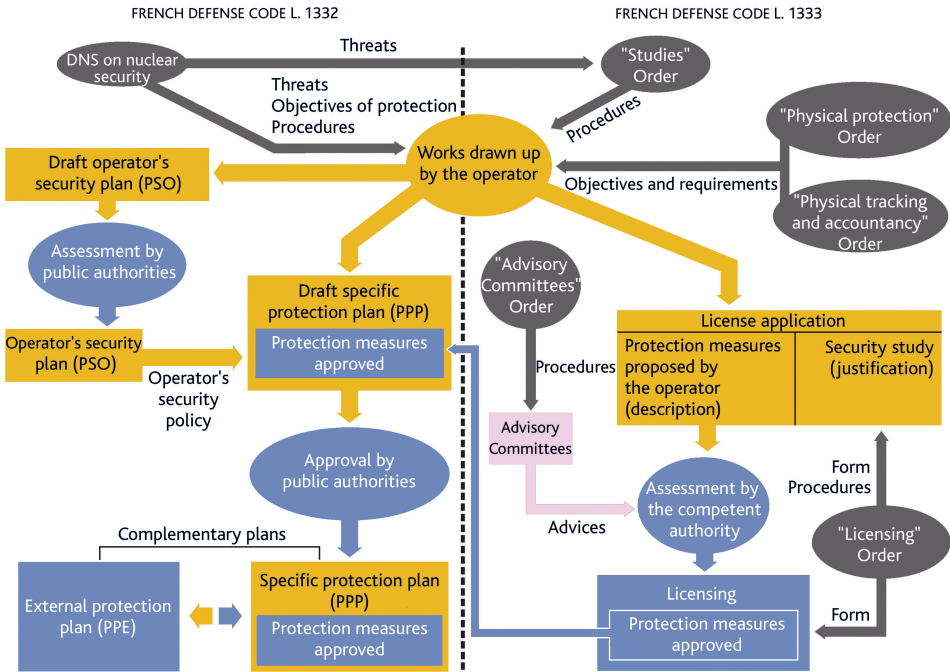 FRENCH DEFENSE CODE L. 1332
FRENCH DEFENSE CODE L. 1333
DNS on nuclear
security
Threats
"Studies"
Order
Threats
Objectives of protection
Procedures
Procedures
"Physical protection"
Order
Works drawn up
by the operator
Objectives and requirements
"Physical tracking
and accountancy"
Order
Draft operator's
security plan (PSO)
Assessment by
public authorities
Operator's
security plan (PSO)
Operator's
security
policy
Draft specific
protection plan (PPP)
Protection measures
approved
"Advisory
Committees"
Order
Procedures
Advisory
Committees
Advices
License application
Protection measures
proposed by
the operator
(description)
Security study
(justification)
Approval by
public authorities
Assessment by
the competent
authority
Form
Procedures
"Licensing"
Order
Form
Complementary plans
External protection
plan (PPE)
Specific protection plan
(PPP)
Protection measures
approved
Licensing
Protection measures
approved